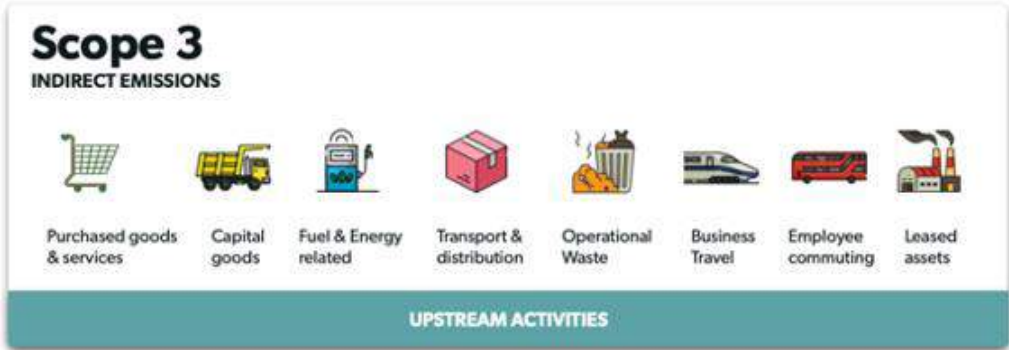 Scope 3
INDIRECT EMISSIONS
Purchased goods
& services
Capital
goods
Fuel & Energy
related
Transport &
distribution
Operational
Waste
Business
Travel
Employee
commuting
Leased
assets
UPSTREAM ACTIVITIES